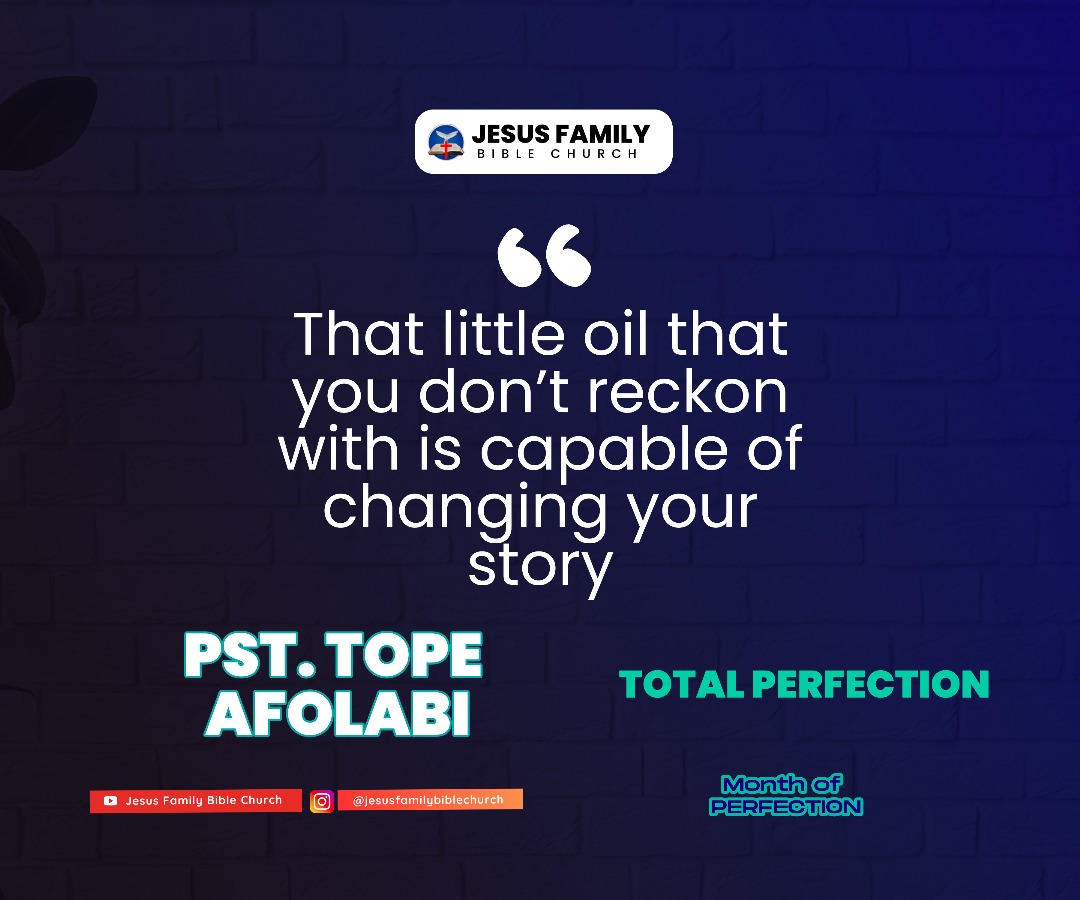 JESUS FAMILY
BIBLE CHURCH
“
That little oil that
you don’t reckon
with is capable of
changing your
story
PST. TOPE
AFOLABI
TOTAL PERFECTION
Jesus Family Bible Church
@jesusfamilybiblechurch
Month of
PERFECTION